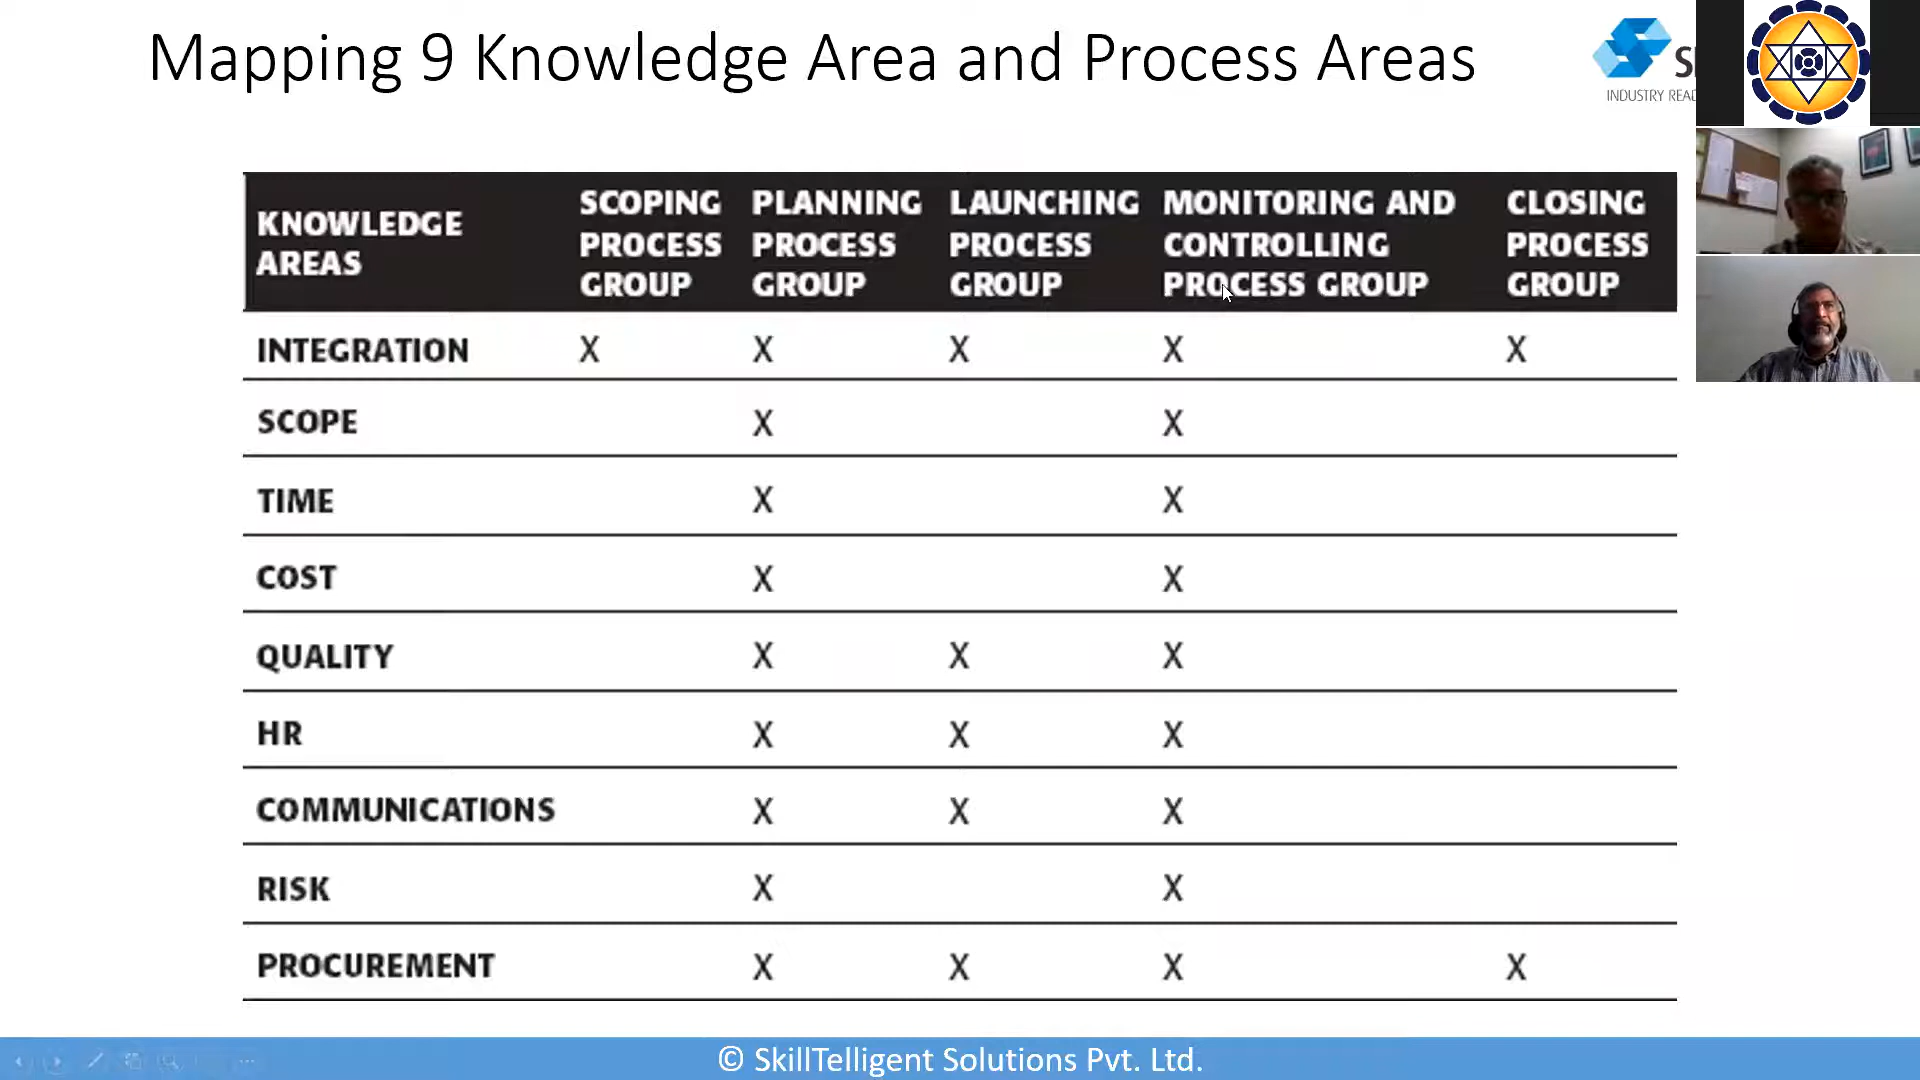 Mapping 9 Knowledge Area and Process Areas
INDUSTRY
KNOWLEDGE AREAS
SCOPING PROCESS GROUP
PLANNING PROCESS GROUP
LAUNCHING PROCESS GROUP
MONITORING AND CONTROLLING PROCESS GROUP
CLOSING PROCESS GROUP
INTEGRATION X X X X X
SCOPE X X
TIME X X
COST X X
QUALITY X X X
HR X X X
COMMUNICATIONS X X X
RISK X X
PROCUREMENT X X X X
© SkillTelligent Solutions Pvt. Ltd.